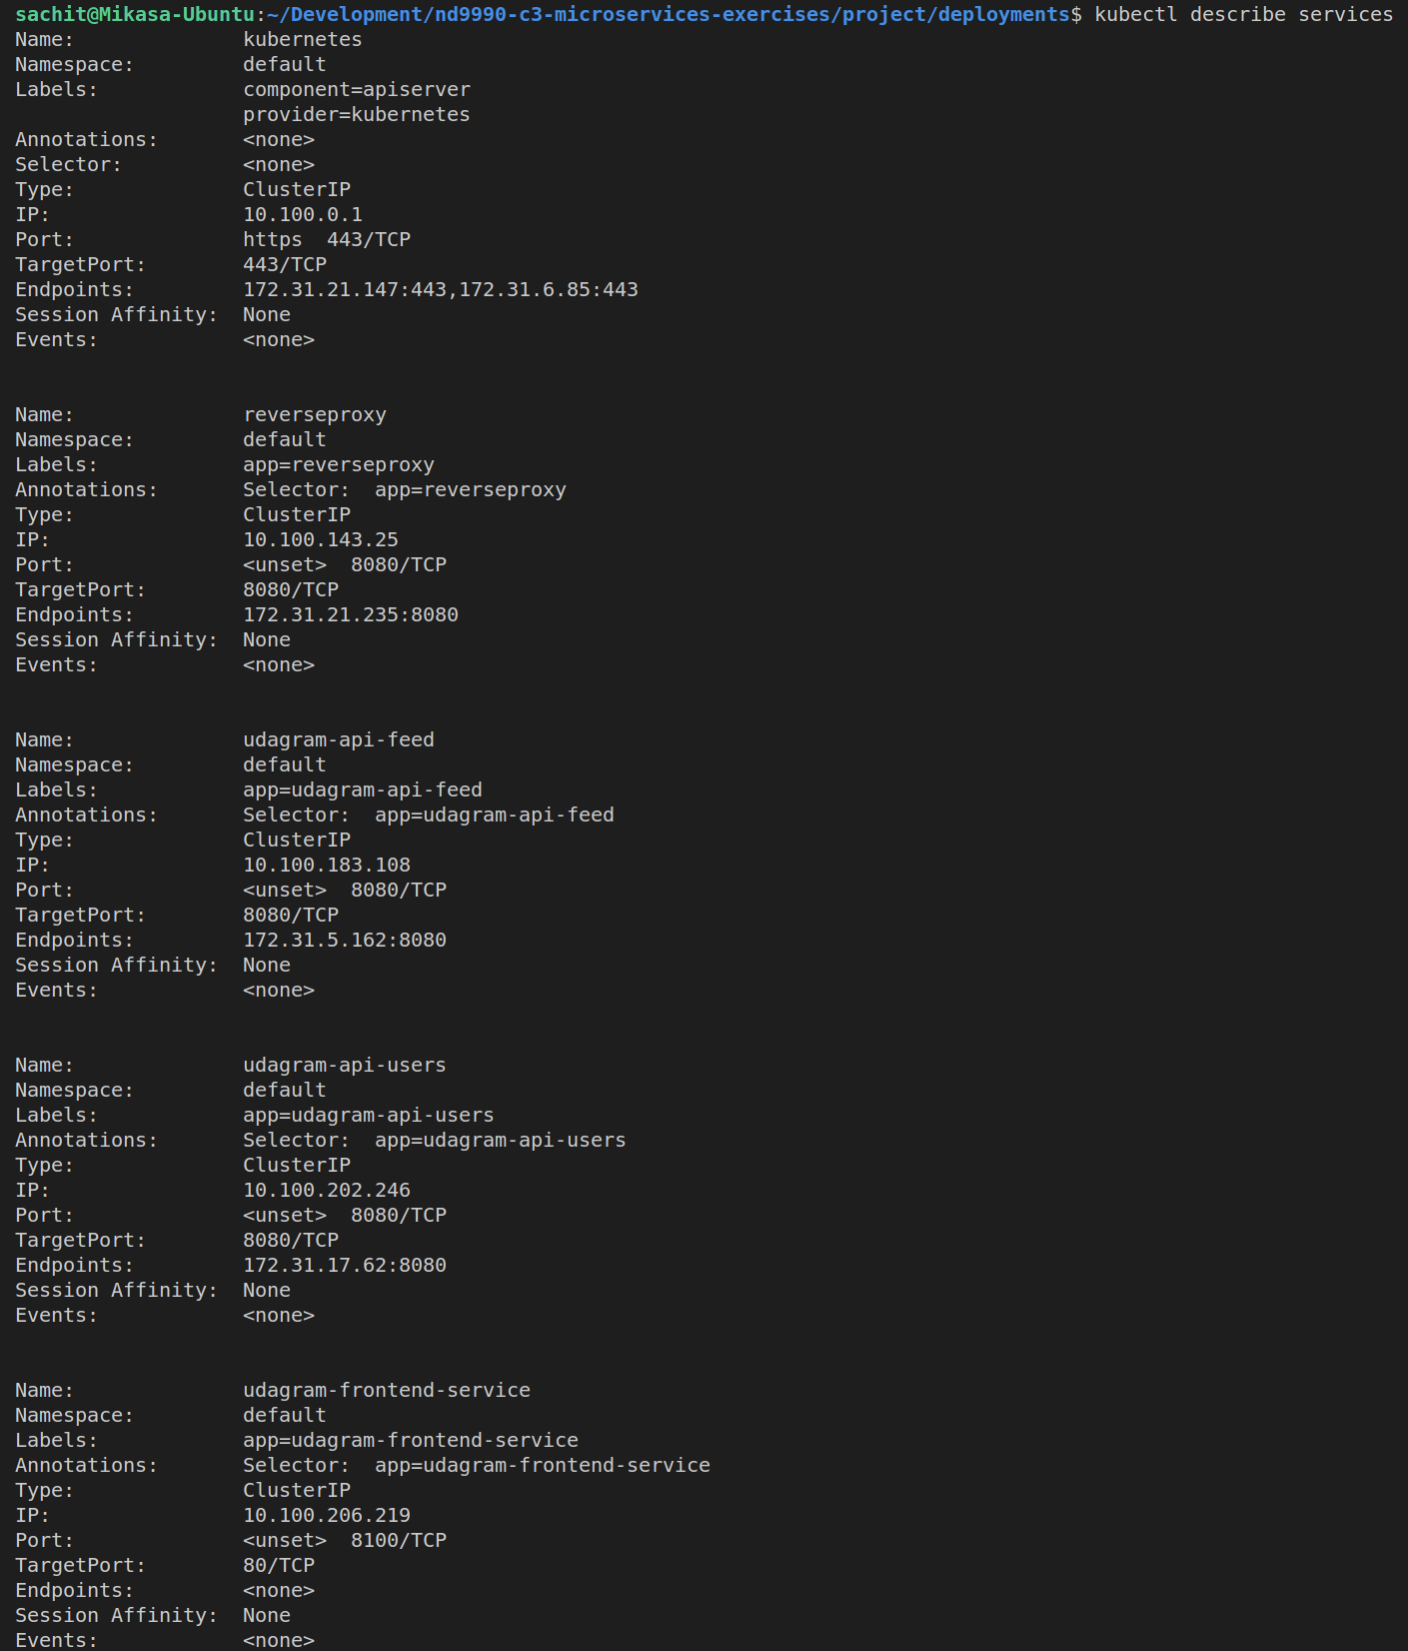 sachit@Mikasa-Ubuntu:~/Development/nd9990-c3-microservices-exercises/project/deployments$ kubectl describe services
Name:              kubernetes
Namespace:         default
Labels:            component=apiserver
                   provider=kubernetes
Annotations:       <none>
Selector:          <none>
Type:              ClusterIP
IP:                10.100.0.1
Port:              https  443/TCP
TargetPort:        443/TCP
Endpoints:         172.31.21.147:443,172.31.6.85:443
Session Affinity:  None
Events:            <none>


Name:              reverseproxy
Namespace:         default
Labels:            app=reverseproxy
Annotations:       Selector:  app=reverseproxy
Type:              ClusterIP
IP:                10.100.143.25
Port:              <unset>  8080/TCP
TargetPort:        8080/TCP
Endpoints:         172.31.21.235:8080
Session Affinity:  None
Events:            <none>


Name:              udagram-api-feed
Namespace:         default
Labels:            app=udagram-api-feed
Annotations:       Selector:  app=udagram-api-feed
Type:              ClusterIP
IP:                10.100.183.108
Port:              <unset>  8080/TCP
TargetPort:        8080/TCP
Endpoints:         172.31.5.162:8080
Session Affinity:  None
Events:            <none>


Name:              udagram-api-users
Namespace:         default
Labels:            app=udagram-api-users
Annotations:       Selector:  app=udagram-api-users
Type:              ClusterIP
IP:                10.100.202.246
Port:              <unset>  8080/TCP
TargetPort:        8080/TCP
Endpoints:         172.31.17.62:8080
Session Affinity:  None
Events:            <none>


Name:              udagram-frontend-service
Namespace:         default
Labels:            app=udagram-frontend-service
Annotations:       Selector:  app=udagram-frontend-service
Type:              ClusterIP
IP:                10.100.206.219
Port:              <unset>  8100/TCP
TargetPort:        80/TCP
Endpoints:         <none>
Session Affinity:  None
Events:            <none>